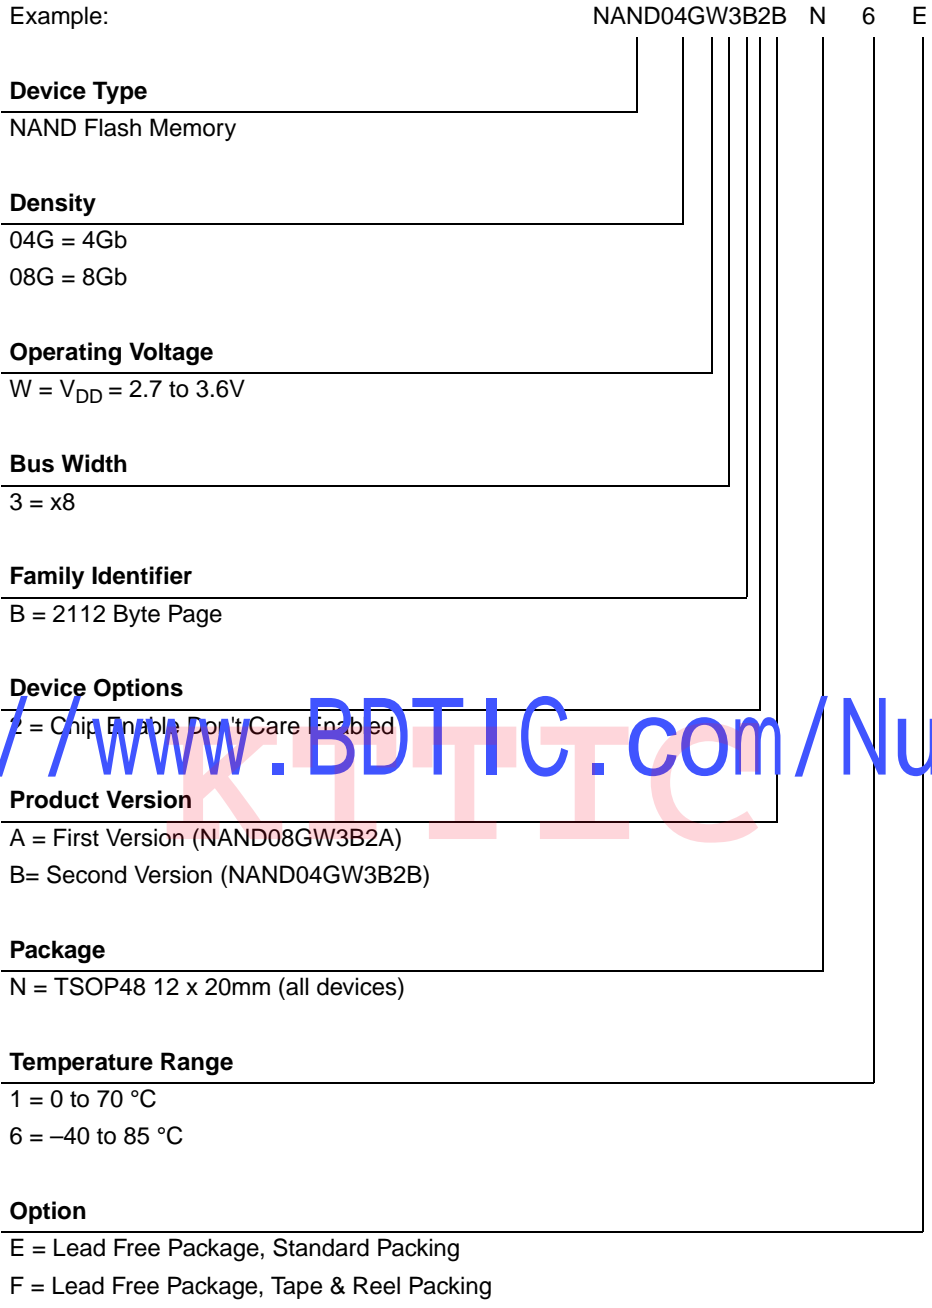 Example: NAND04GW3B2B N 6 E
Device Type
NAND Flash Memory
Density
04G = 4Gb
08G = 8Gb
Operating Voltage
W = VDD = 2.7 to 3.6V
Bus Width
3 = x8
Family Identifier
B = 2112 Byte Page
Device Options
2 = Chip Enable Don't Care Enabled
//www.BDTIC.com/Nu
KTTIC
Product Version
A = First Version (NAND08GW3B2A)
B= Second Version (NAND04GW3B2B)
Package
N = TSOP48 12 x 20mm (all devices)
Temperature Range
1 = 0 to 70 °C
6 = –40 to 85 °C
Option
E = Lead Free Package, Standard Packing
F = Lead Free Package, Tape & Reel Packing